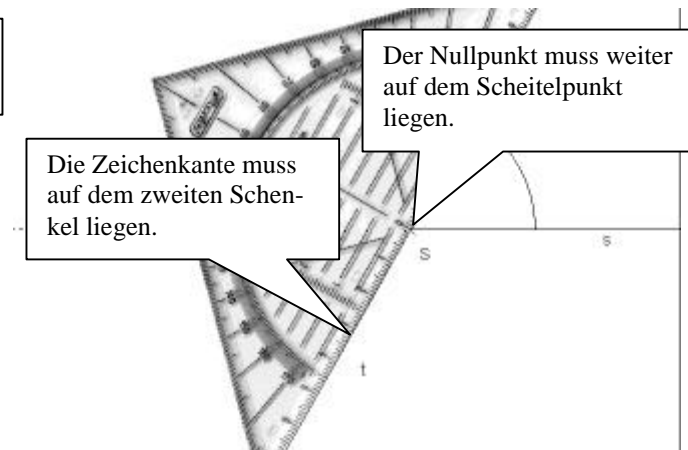 Der Nullpunkt muss weiter
auf dem Scheitelpunkt
liegen.
Die Zeichenkante muss
auf dem zweiten Schen-
kel liegen.
S
s
t